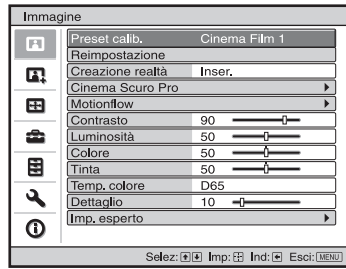 Immagine
Preset calib. Cinema Film 1
Reimpostazione
Creazione realtà Inser.
Cinema Scuro Pro
Motionflow
Contrasto 90
Luminosità 50
Colore 50
Tinta 50
Temp. colore D65
Dettaglio 10
Imp. esperto
Selez: Imp: Ind: Esci: MENU